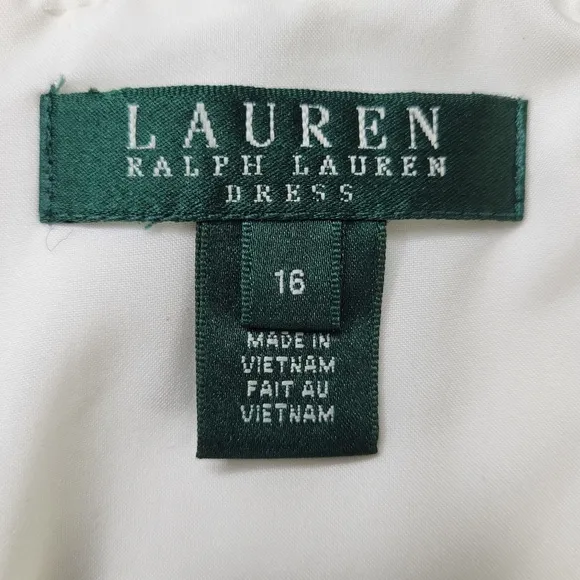 LAUREN
RALPH LAUREN
DRESS
16
MADE IN
VIETNAM
FAIT AU
VIETNAM